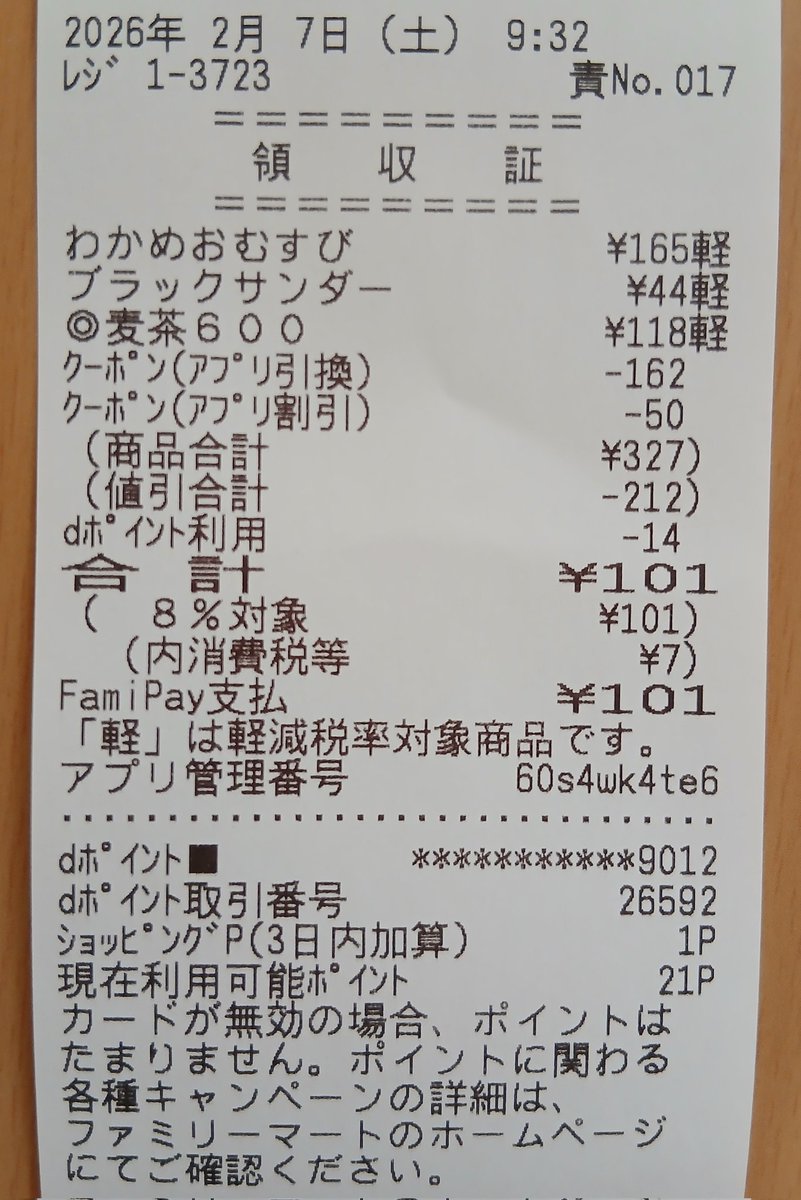 2026年 2月 7日 (土) 9:32
ﾚｼﾞ 1-3723 責No.017
=========
領 収 証
=========
わかめおむすび ¥165軽
ブラックサンダー ¥44軽
◎麦茶600 ¥118軽
ｸｰﾎﾟﾝ(ｱﾌﾟﾘ引換) -162
ｸｰﾎﾟﾝ(ｱﾌﾟﾘ割引) -50
(商品合計 ¥327)
(値引合計 -212)
dﾎﾟｲﾝﾄ利用 -14
合 計 ¥101
( 8%対象 ¥101)
(内消費税等 ¥7)
FamiPay支払 ¥101
「軽」は軽減税率対象商品です。
アプリ管理番号 60s4wk4te6
dﾎﾟｲﾝﾄ■ ***********9012
dﾎﾟｲﾝﾄ取引番号 26592
ｼｮｯﾋﾟﾝｸﾞP(3日内加算) 1P
現在利用可能ﾎﾟｲﾝﾄ 21P
カードが無効の場合、ポイントは
たまりません。ポイントに関わる
各種キャンペーンの詳細は、
ファミリーマートのホームページ
にてご確認ください。